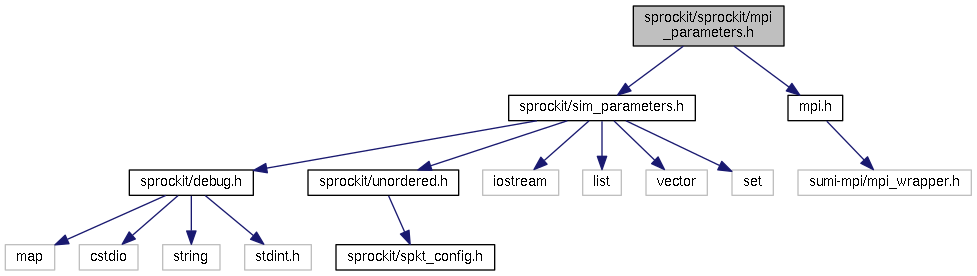 sprockit/sprockit/mpi
_parameters.h
sprockit/sim_parameters.h
mpi.h
sprockit/debug.h
sprockit/unordered.h
iostream
list
vector
set
sumi-mpi/mpi_wrapper.h
map
cstdio
string
stdint.h
sprockit/spkt_config.h